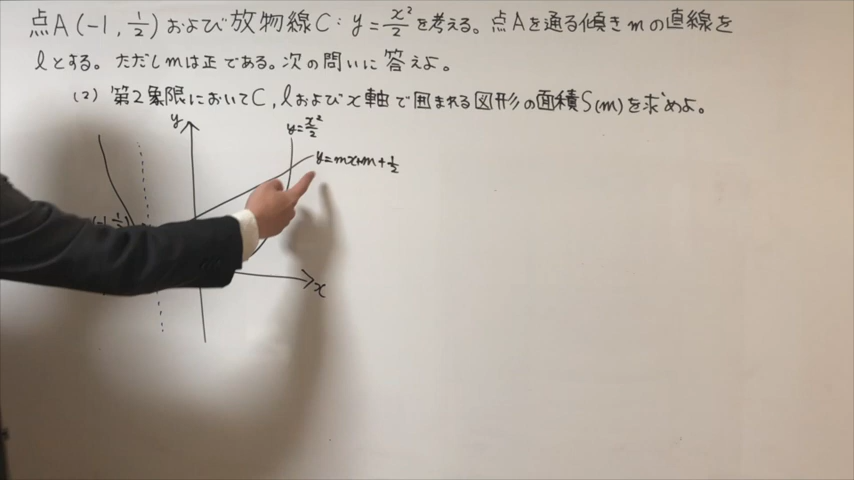 点A(-1, 1/2)および放物線C: y=x²/2を考える。点Aを通る傾きmの直線を
lとする。ただしmは正である。次の問いに答えよ。
(2) 第2象限においてC, lおよびx軸で囲まれる図形の面積S(m)を求めよ。
y
y=x²/2
y=mx+m+1/2
(-1, 1/2)
x